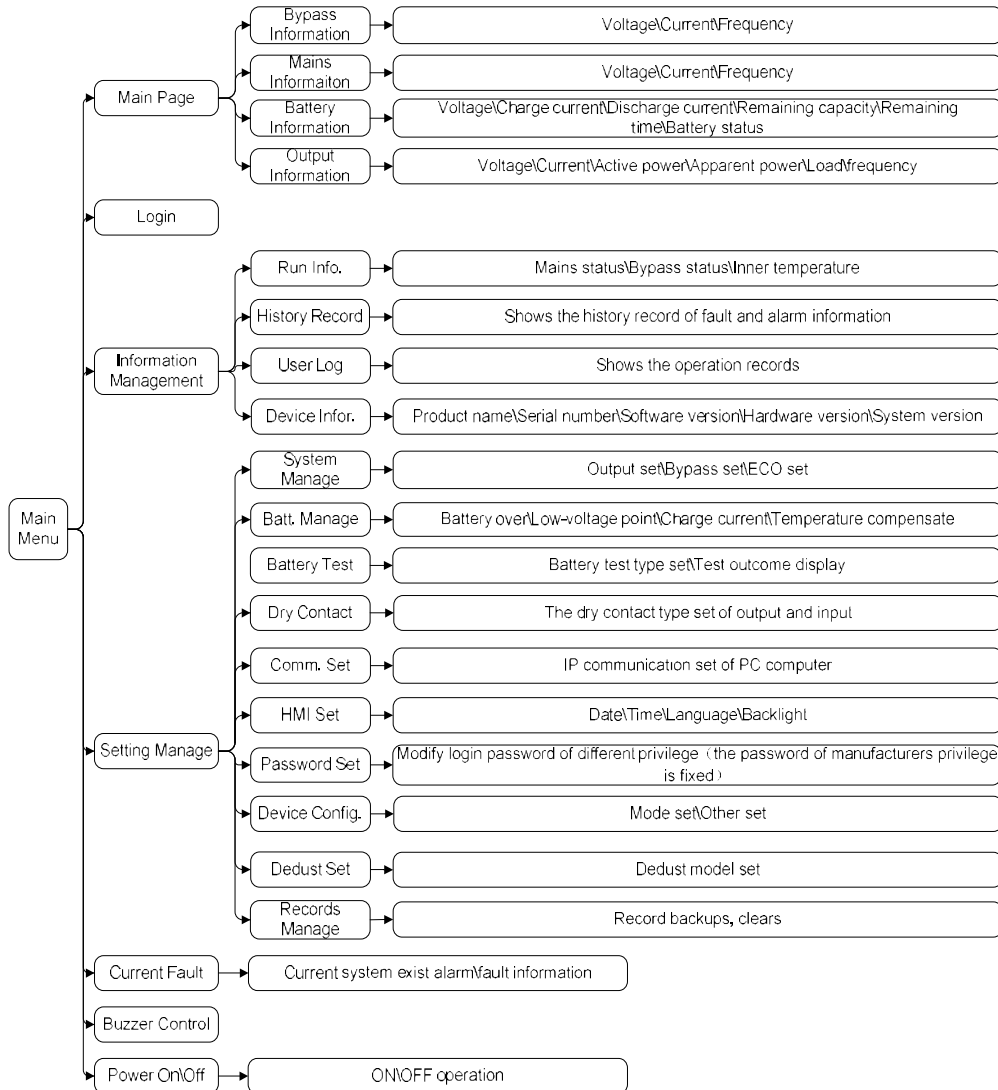 Bypass
Information
Voltage\Current\Frequency
Mains
Informaiton
Voltage\Current\Frequency
Main Page
Battery
Information
Voltage\Charge current\Discharge current\Remaining capacity\Remaining
time\Battery status
Output
Information
Voltage\Current\Active power\Apparent power\Load\frequency
Login
Run Info.
Mains status\Bypass status\Inner temperature
History Record
Shows the history record of fault and alarm information
Information
Management
User Log
Shows the operation records
Device Infor.
Product name\Serial number\Software version\Hardware version\System version
System
Manage
Output set\Bypass set\ECO set
Main
Menu
Batt. Manage
Battery over\Low-voltage point\Charge current\Temperature compensate
Battery Test
Battery test type set\Test outcome display
Dry Contact
The dry contact type set of output and input
Comm. Set
IP communication set of PC computer
HMI Set
Date\Time\Language\Backlight
Setting Manage
Password Set
Modify login password of different privilege（the password of manufacturers privilege
is fixed）
Device Config.
Mode set\Other set
Dedust Set
Dedust model set
Records
Manage
Record backups, clears
Current Fault
Current system exist alarm\fault information
Buzzer Control
Power On\Off
ON\OFF operation